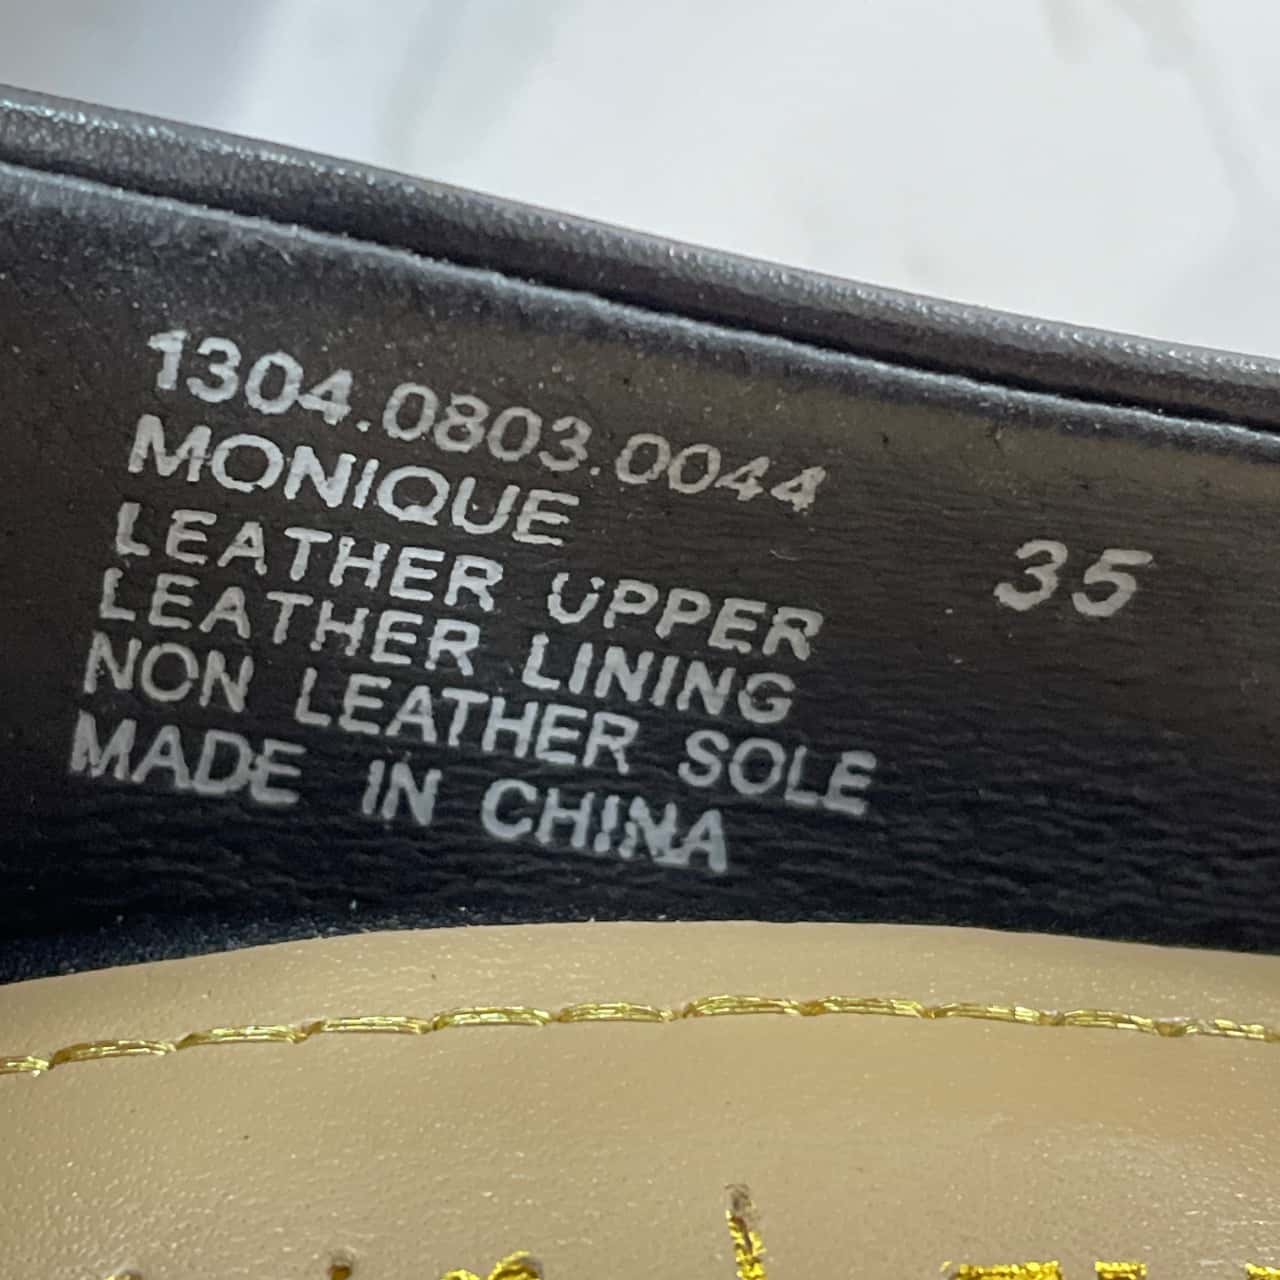 1304.0803.0044
MONIQUE
LEATHER UPPER
LEATHER LINING
NON LEATHER SOLE
MADE IN CHINA
35